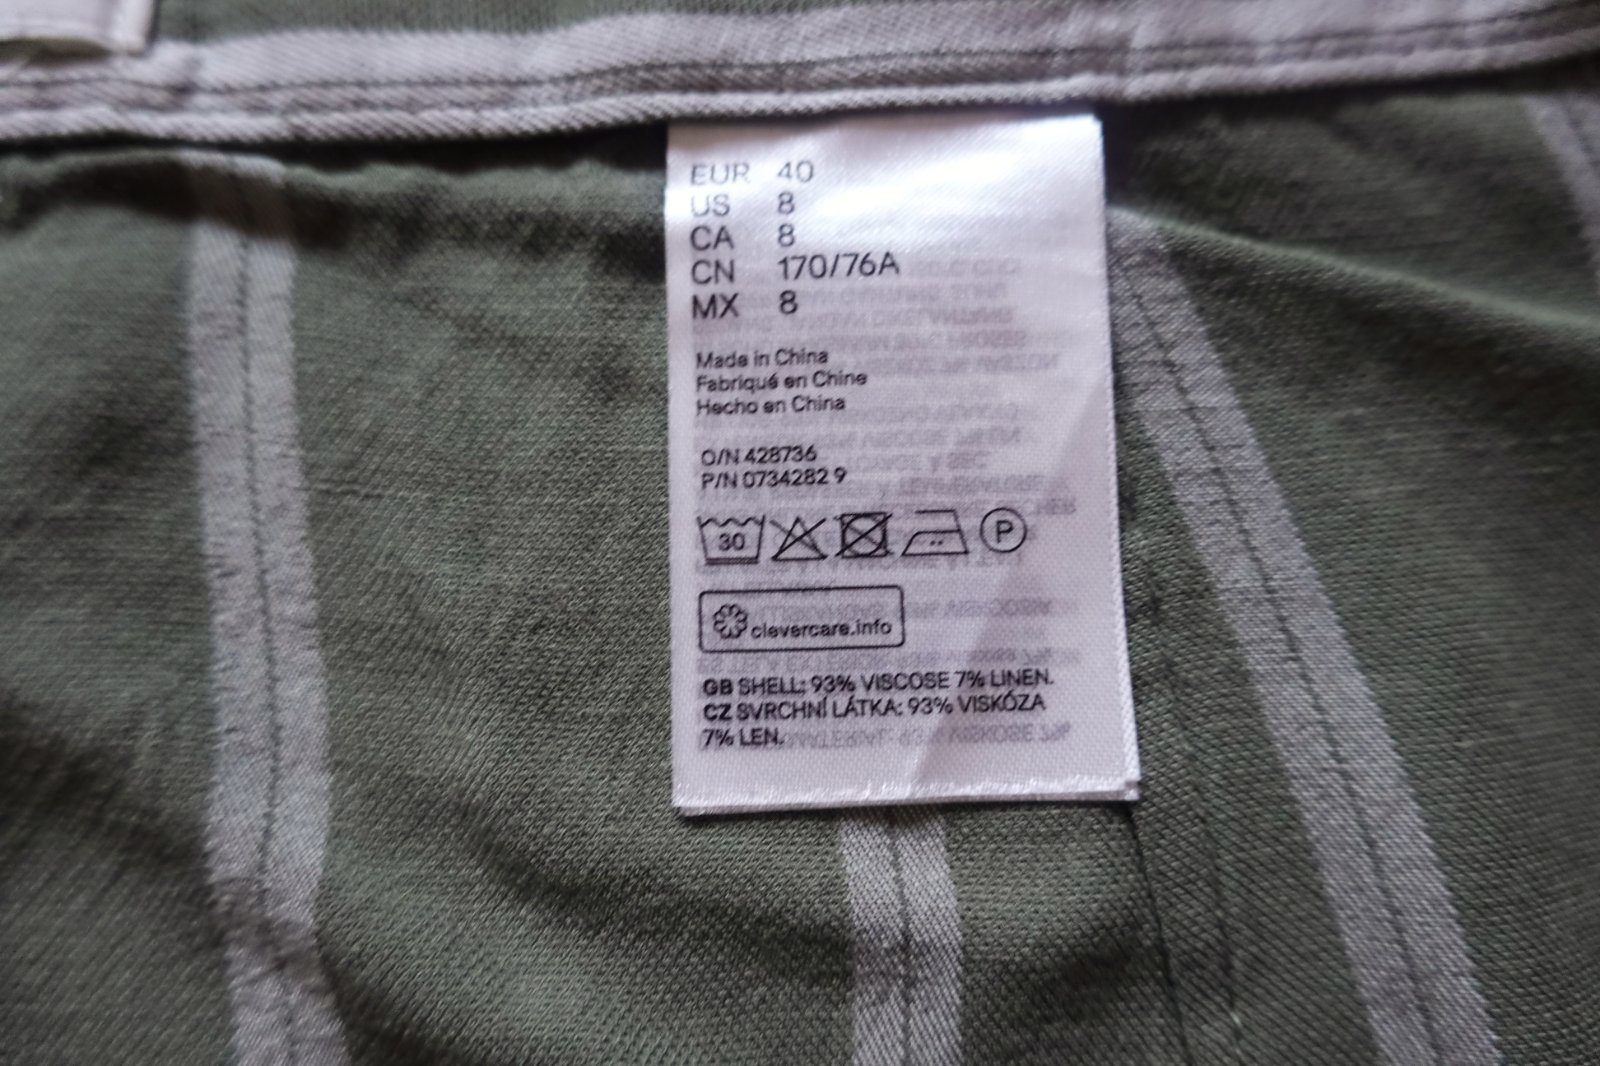 EUR 40
US 8
CA 8
CN 170/76A
MX 8
Made in China
Fabriqué en Chine
Hecho en China
O/N 428736
P/N 0734282 9
30
P
clevercare.info
GB SHELL: 93% VISCOSE 7% LINEN.
CZ SVRCHNÍ LÁTKA: 93% VISKÓZA
7% LEN.